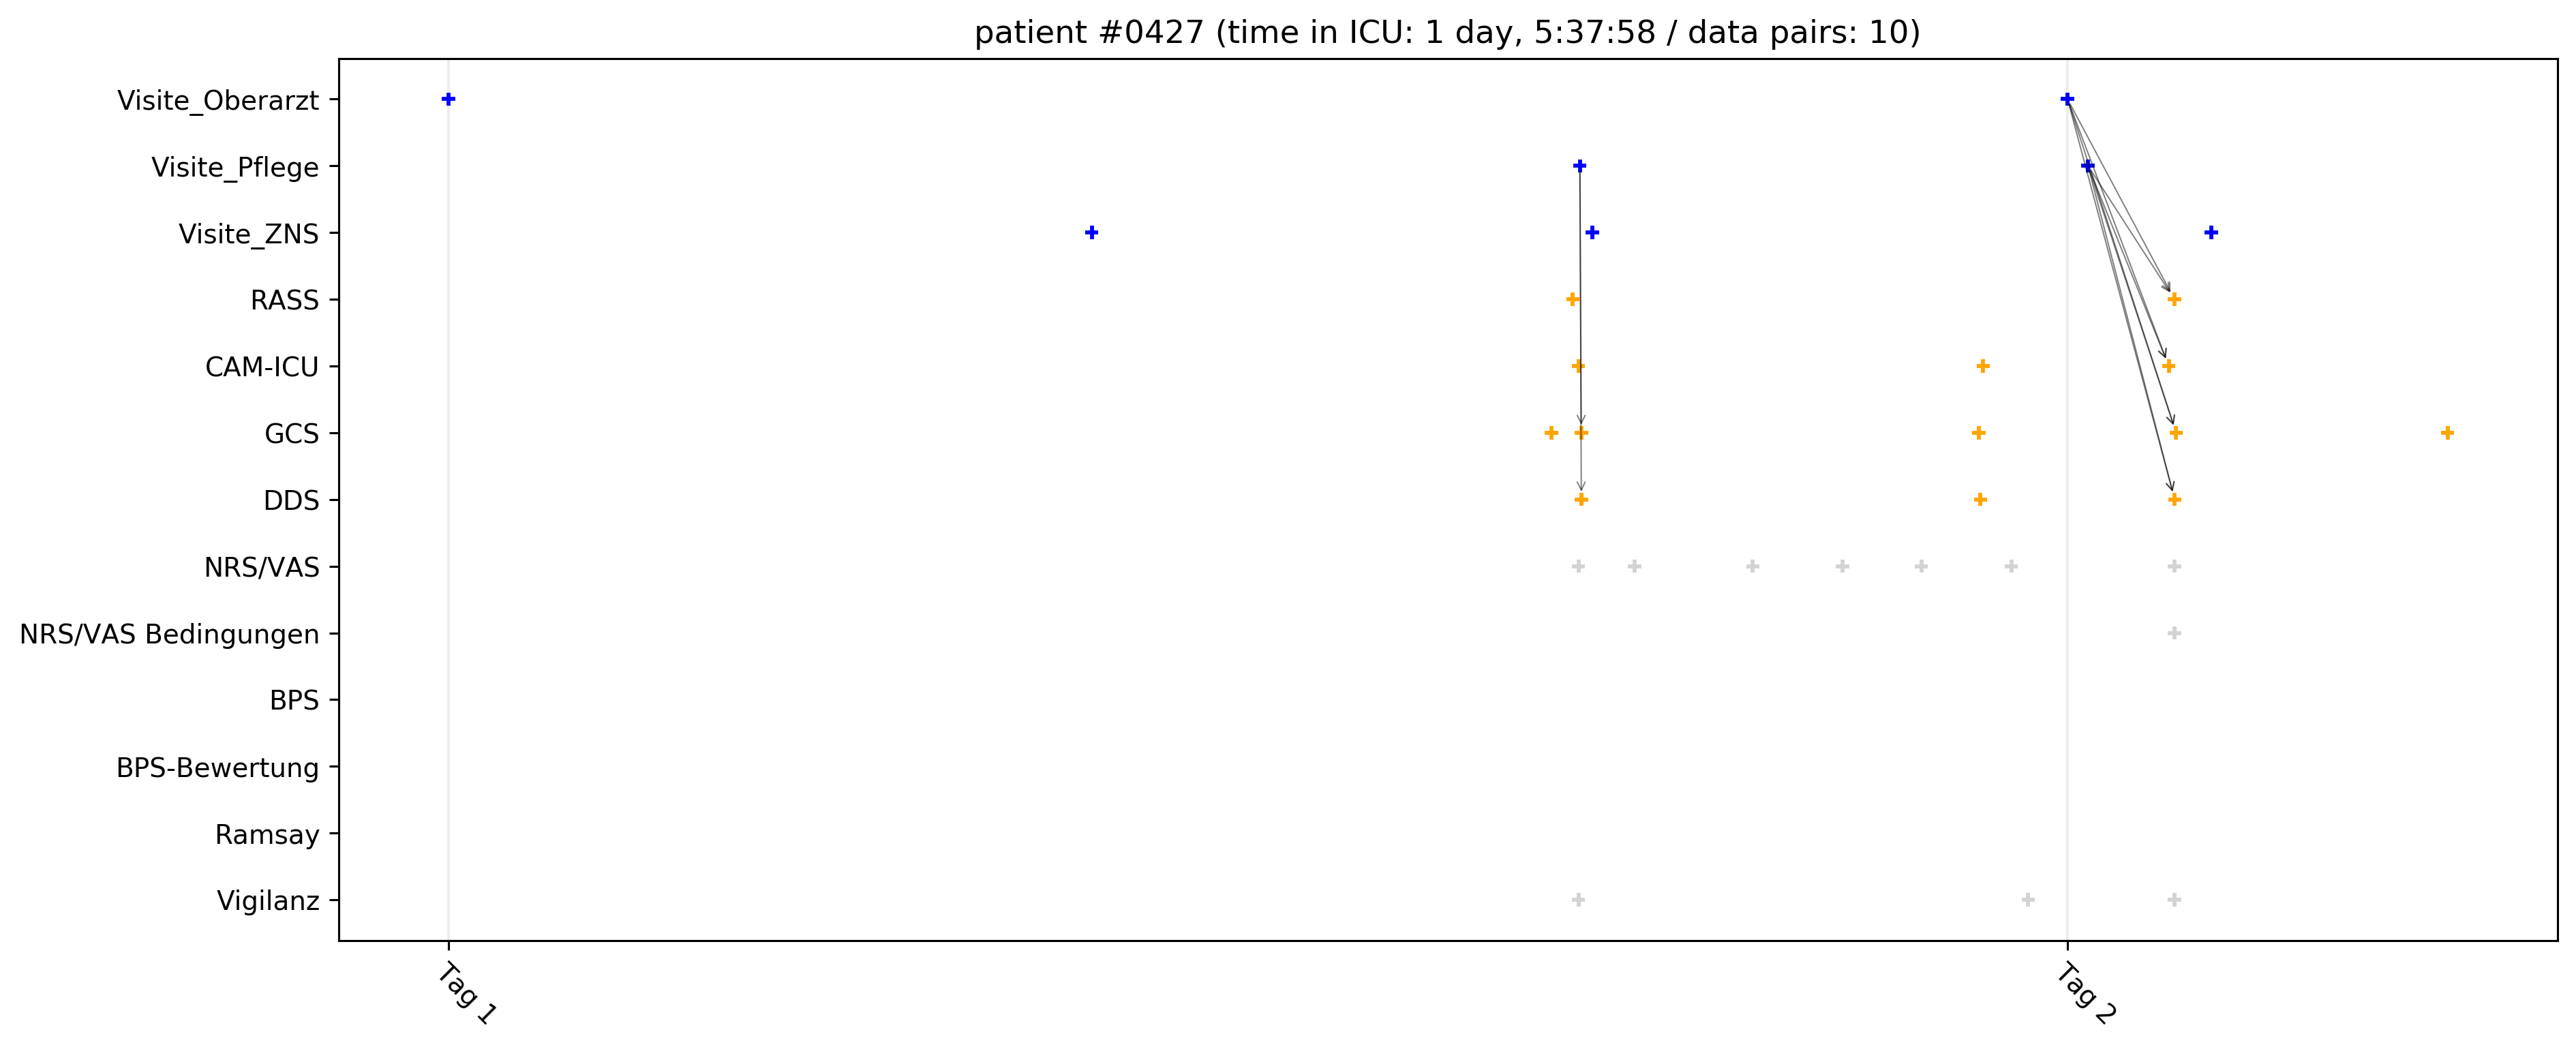 patient #0427 (time in ICU: 1 day, 5:37:58 / data pairs: 10)
Visite_Oberarzt
Visite_Pflege
Visite_ZNS
RASS
CAM-ICU
GCS
DDS
NRS/VAS
NRS/VAS Bedingungen
BPS
BPS-Bewertung
Ramsay
Vigilanz
Tag 1
Tag 2